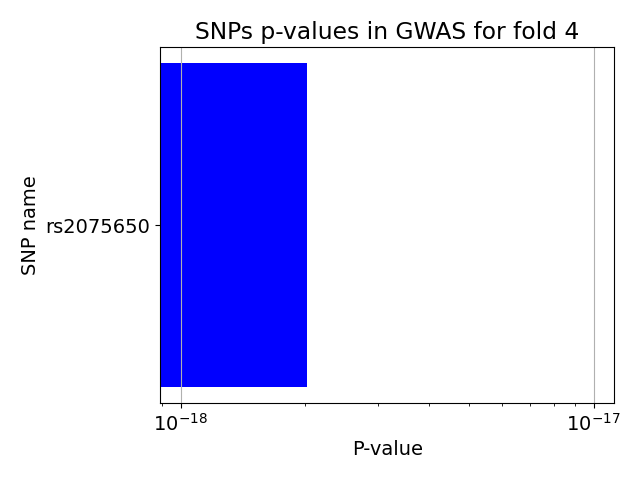 SNPs p-values in GWAS for fold 4
SNP name
rs2075650
10⁻¹⁸
10⁻¹⁷
P-value